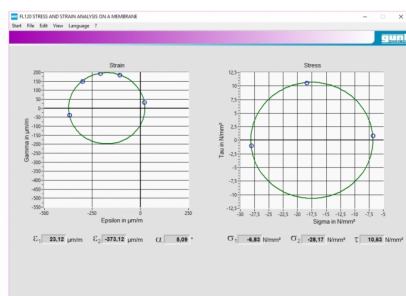 FL120 STRESS AND STRAIN ANALYSIS ON A MEMBRANE
Start File Edit View Language ?
gunt
Strain
Stress
200
150
100
50
0
-50
-100
-150
-200
-250
-300
-350
-400
-450
-500
-550
Gamma in µm/m
-500 -250 0 250
Epsilon in µm/m
12,5
10
7,5
5
2,5
0
-2,5
-5
-7,5
-10
-12,5
Tau in N/mm²
-30 -27,5 -25 -22,5 -20 -17,5 -15 -12,5 -10 -7,5 -5
Sigma in N/mm²
ε1 23,12 µm/m ε2 -373,12 µm/m α 5,09 ° σ1 -6,83 N/mm² σ2 -28,17 N/mm² τ 10,63 N/mm²